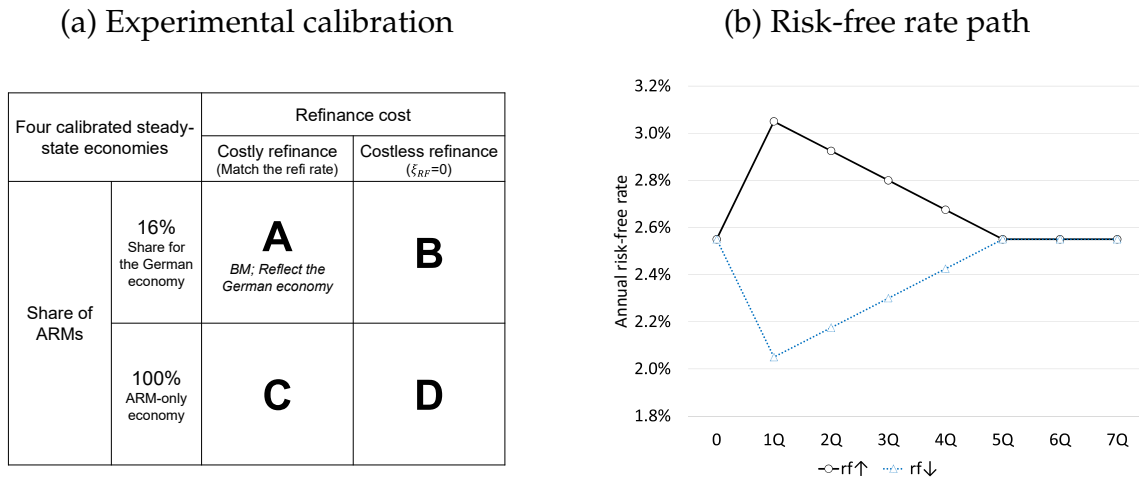 (a) Experimental calibration
Four calibrated steady-
state economies
Refinance cost
Costly refinance
(Match the refi rate)
Costless refinance
(ξ_RF=0)
Share of
ARMs
16%
Share for
the German
economy
A
BM; Reflect the
German economy
B
100%
ARM-only
economy
C
D
(b) Risk-free rate path
Annual risk-free rate
3.2%
3.0%
2.8%
2.6%
2.4%
2.2%
2.0%
1.8%
0 1Q 2Q 3Q 4Q 5Q 6Q 7Q
rf↑ rf↓